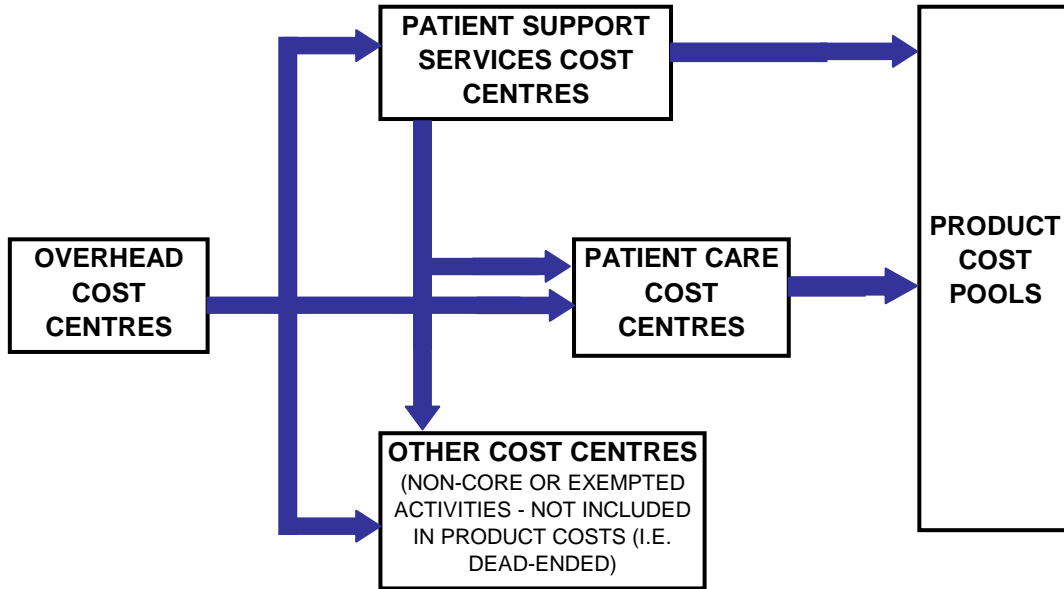 PATIENT SUPPORT
SERVICES COST
CENTRES
OVERHEAD
COST
CENTRES
PATIENT CARE
COST
CENTRES
PRODUCT
COST
POOLS
OTHER COST CENTRES
(NON-CORE OR EXEMPTED
ACTIVITIES - NOT INCLUDED
IN PRODUCT COSTS (I.E.
DEAD-ENDED)